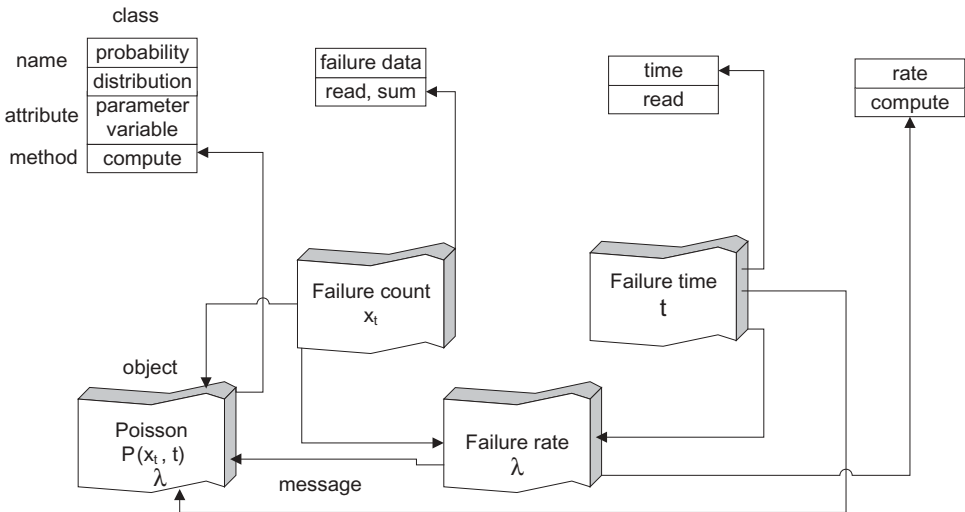 class
name
probability
distribution
attribute
parameter
variable
method
compute
failure data
read, sum
time
read
rate
compute
Failure count
xₜ
Failure time
t
object
Poisson
P(xₜ, t)
λ
Failure rate
λ
message